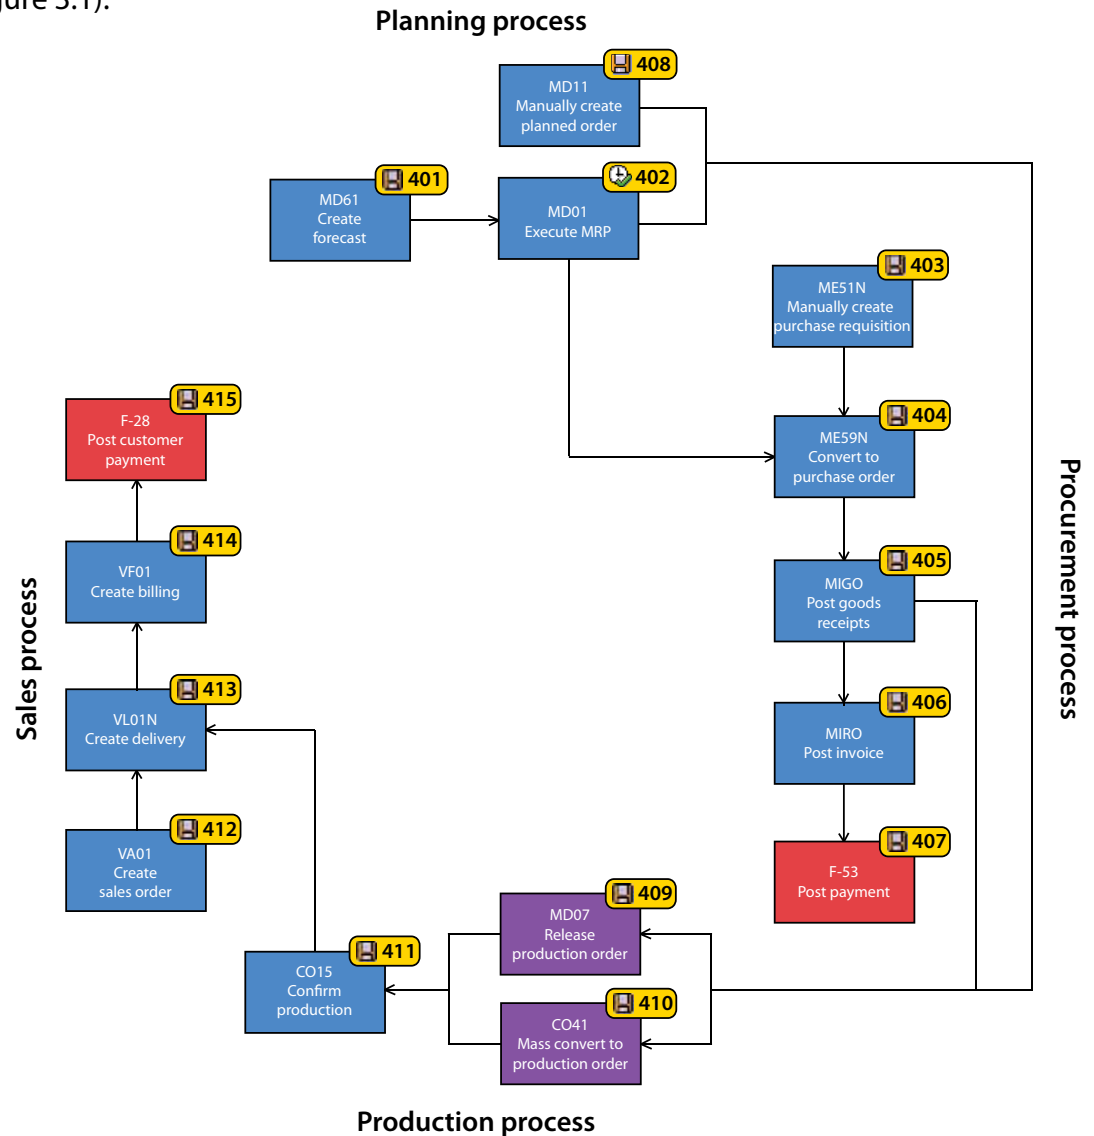 gure 5.1).
Planning process
408
MD11
Manually create
planned order
401
MD61
Create
forecast
402
MD01
Execute MRP
403
ME51N
Manually create
purchase requisition
404
ME59N
Convert to
purchase order
405
MIGO
Post goods
receipts
406
MIRO
Post invoice
407
F-53
Post payment
Procurement process
415
F-28
Post customer
payment
414
VF01
Create billing
413
VL01N
Create delivery
412
VA01
Create
sales order
Sales process
409
MD07
Release
production order
410
CO41
Mass convert to
production order
411
CO15
Confirm
production
Production process